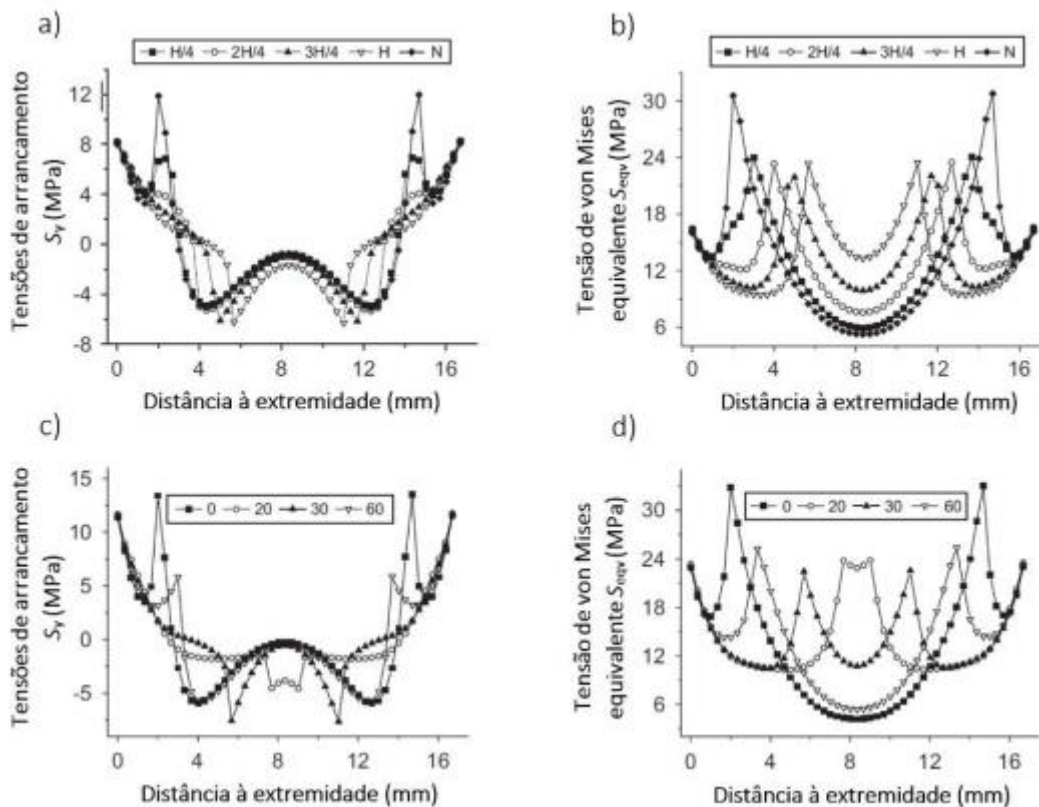 a)
H/4 2H/4 3H/4 H N
Tensões de arrancamento
Sy (MPa)
12
8
4
0
-4
-8
0 4 8 12 16
Distância à extremidade (mm)
b)
H/4 2H/4 3H/4 H N
Tensão de von Mises
equivalente Seqv (MPa)
30
24
18
12
6
0 4 8 12 16
Distância à extremidade (mm)
c)
0 20 30 60
Tensões de arrancamento
Sy (MPa)
15
10
5
0
-5
0 4 8 12 16
Distância à extremidade (mm)
d)
0 20 30 60
Tensão de von Mises
equivalente Seqv (MPa)
30
24
18
12
6
0 4 8 12 16
Distância à extremidade (mm)